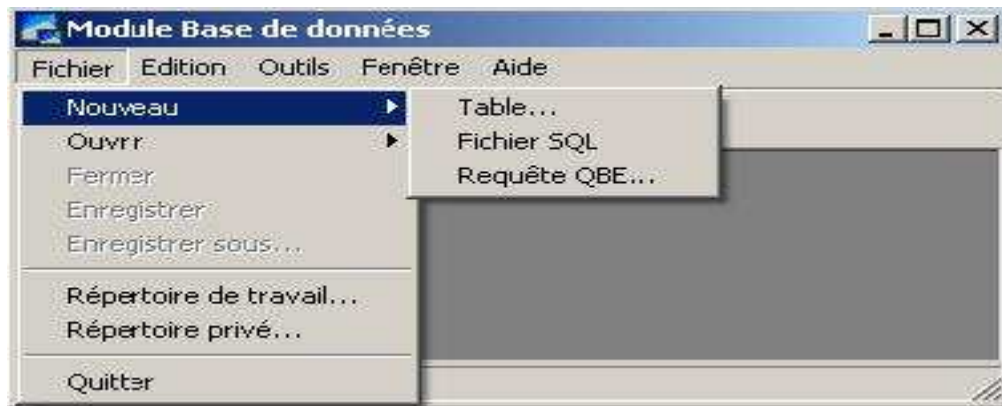 Module Base de données
Fichier Edition Outils Fenêtre Aide
Nouveau
Ouvrir
Fermer
Enregistrer
Enregistrer sous...
Répertoire de travail...
Répertoire privé...
Quitter
Table...
Fichier SQL
Requête QBE...